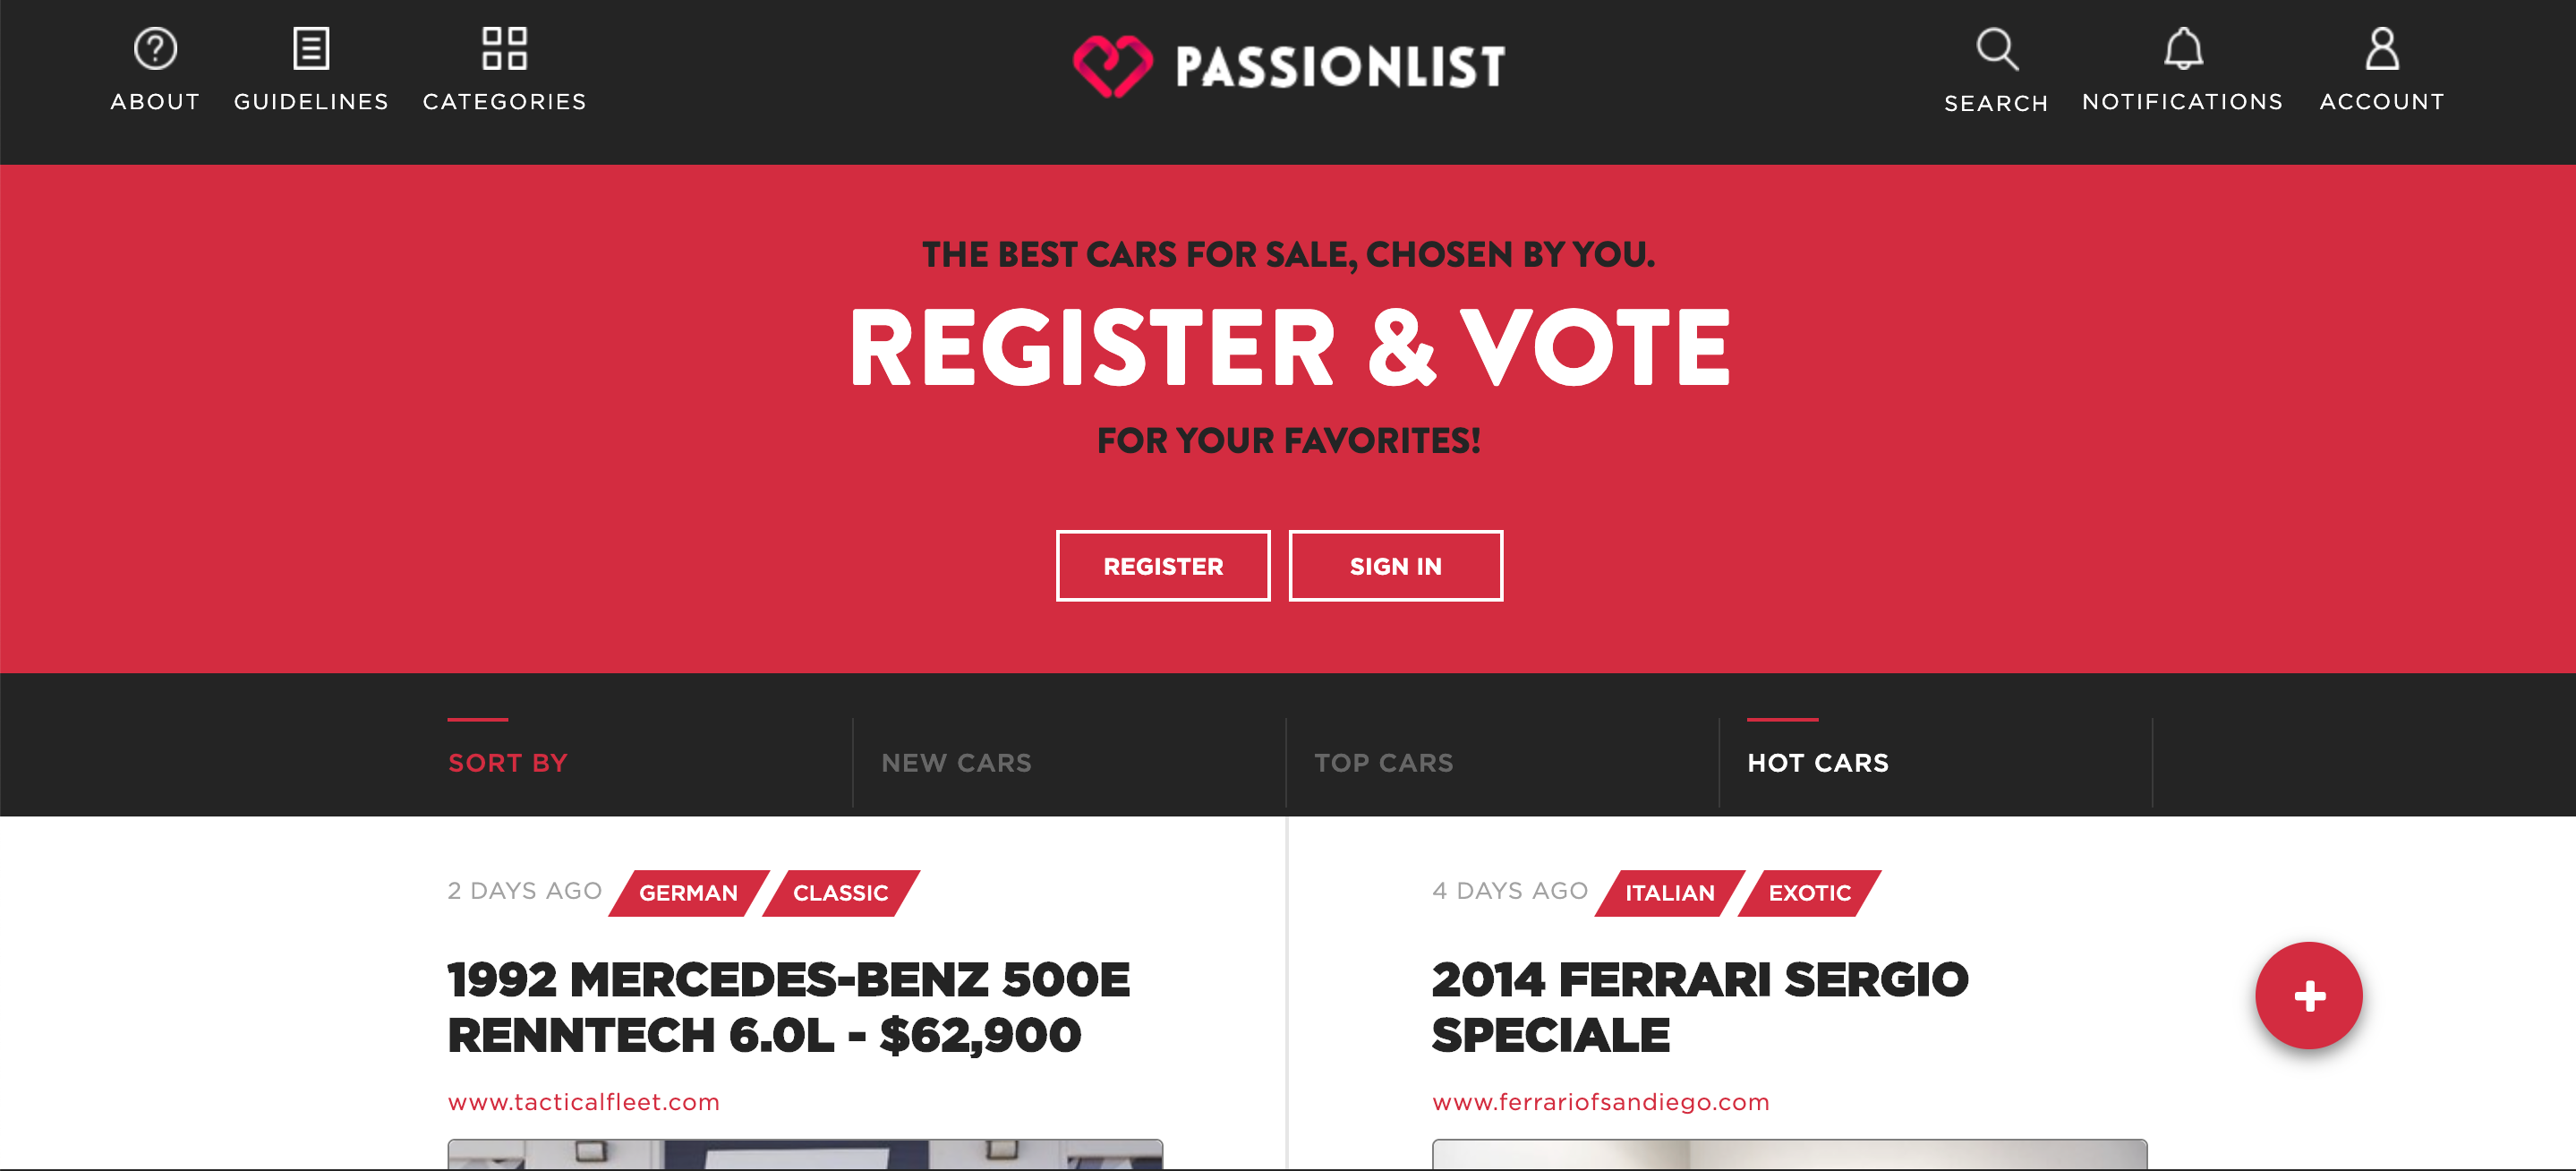 ABOUT
GUIDELINES
CATEGORIES
PASSIONLIST
SEARCH
NOTIFICATIONS
ACCOUNT
THE BEST CARS FOR SALE, CHOSEN BY YOU.
REGISTER & VOTE
FOR YOUR FAVORITES!
REGISTER
SIGN IN
SORT BY
NEW CARS
TOP CARS
HOT CARS
2 DAYS AGO
GERMAN
CLASSIC
1992 MERCEDES-BENZ 500E
RENNTECH 6.0L - $62,900
www.tacticalfleet.com
4 DAYS AGO
ITALIAN
EXOTIC
2014 FERRARI SERGIO
SPECIALE
www.ferrariofsandiego.com